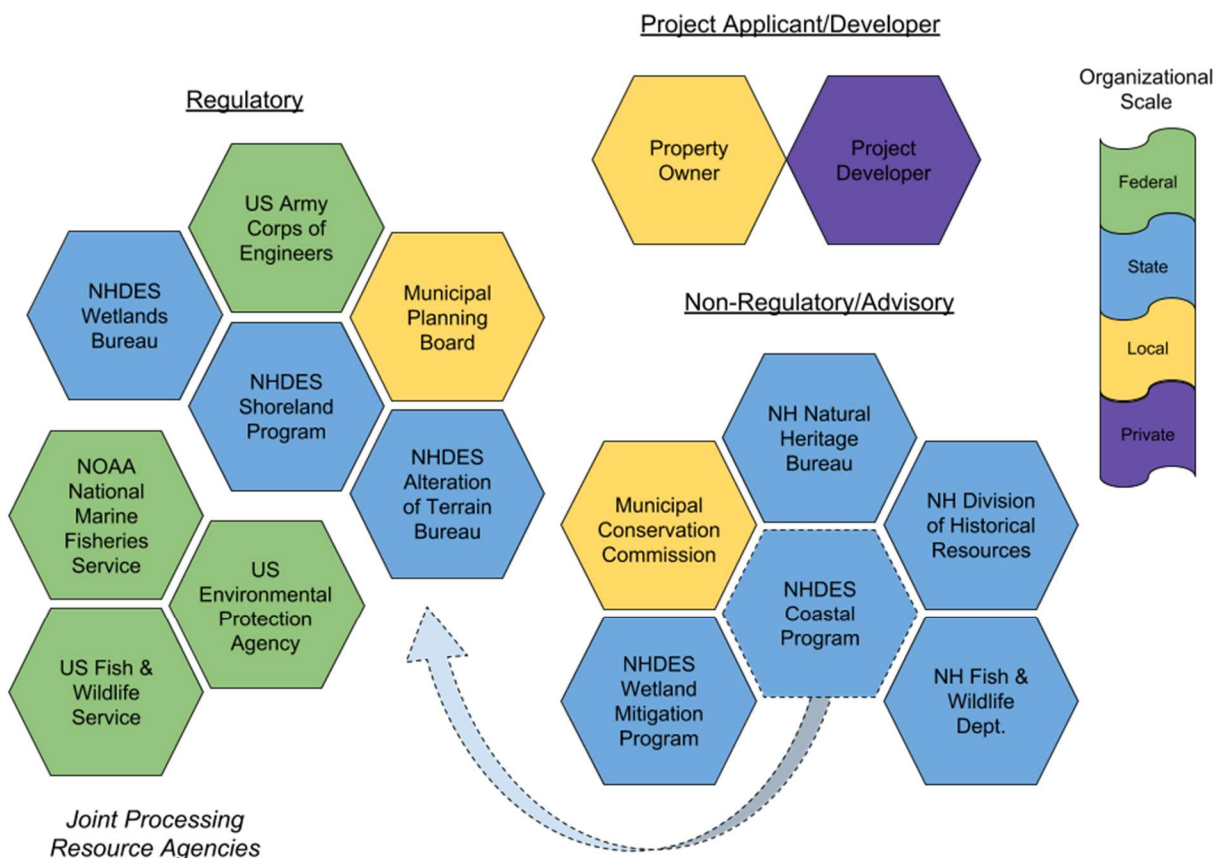 Project Applicant/Developer
Property
Owner
Project
Developer
Organizational
Scale
Federal
State
Local
Private
Regulatory
US Army
Corps of
Engineers
NHDES
Wetlands
Bureau
Municipal
Planning
Board
NHDES
Shoreland
Program
NHDES
Alteration
of Terrain
Bureau
NOAA
National
Marine
Fisheries
Service
US
Environmental
Protection
Agency
US Fish &
Wildlife
Service
Joint Processing
Resource Agencies
Non-Regulatory/Advisory
NH Natural
Heritage
Bureau
Municipal
Conservation
Commission
NH Division
of Historical
Resources
NHDES
Coastal
Program
NHDES
Wetland
Mitigation
Program
NH Fish &
Wildlife
Dept.